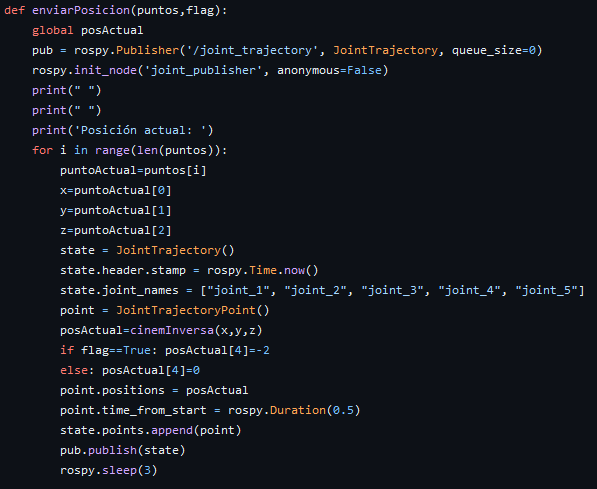 def enviarPosicion(puntos,flag):
    global posActual
    pub = rospy.Publisher('/joint_trajectory', JointTrajectory, queue_size=0)
    rospy.init_node('joint_publisher', anonymous=False)
    print(" ")
    print(" ")
    print('Posición actual: ')
    for i in range(len(puntos)):
        puntoActual=puntos[i]
        x=puntoActual[0]
        y=puntoActual[1]
        z=puntoActual[2]
        state = JointTrajectory()
        state.header.stamp = rospy.Time.now()
        state.joint_names = ["joint_1", "joint_2", "joint_3", "joint_4", "joint_5"]
        point = JointTrajectoryPoint()
        posActual=cinemInversa(x,y,z)
        if flag==True: posActual[4]=-2
        else: posActual[4]=0
        point.positions = posActual
        point.time_from_start = rospy.Duration(0.5)
        state.points.append(point)
        pub.publish(state)
        rospy.sleep(3)